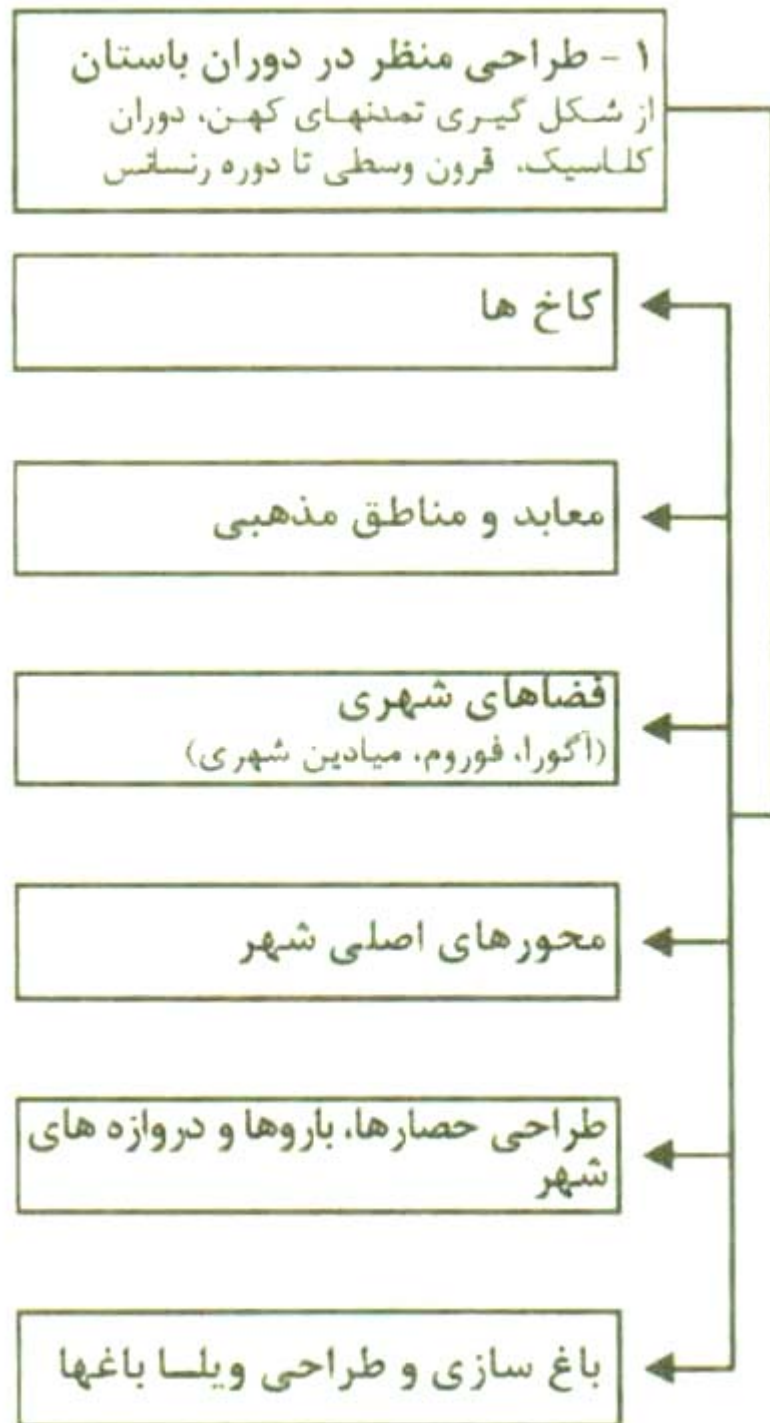 ۱ - طراحی منظر در دوران باستان
از شکل گیری تمدنهای کهن، دوران
کلاسیک، قرون وسطی تا دوره رنسانس
کاخ ها
معابد و مناطق مذهبی
فضاهای شهری
(آگورا، فوروم، میادین شهری)
محورهای اصلی شهر
طراحی حصارها، باروها و دروازه های
شهر
باغ سازی و طراحی ویلا باغها